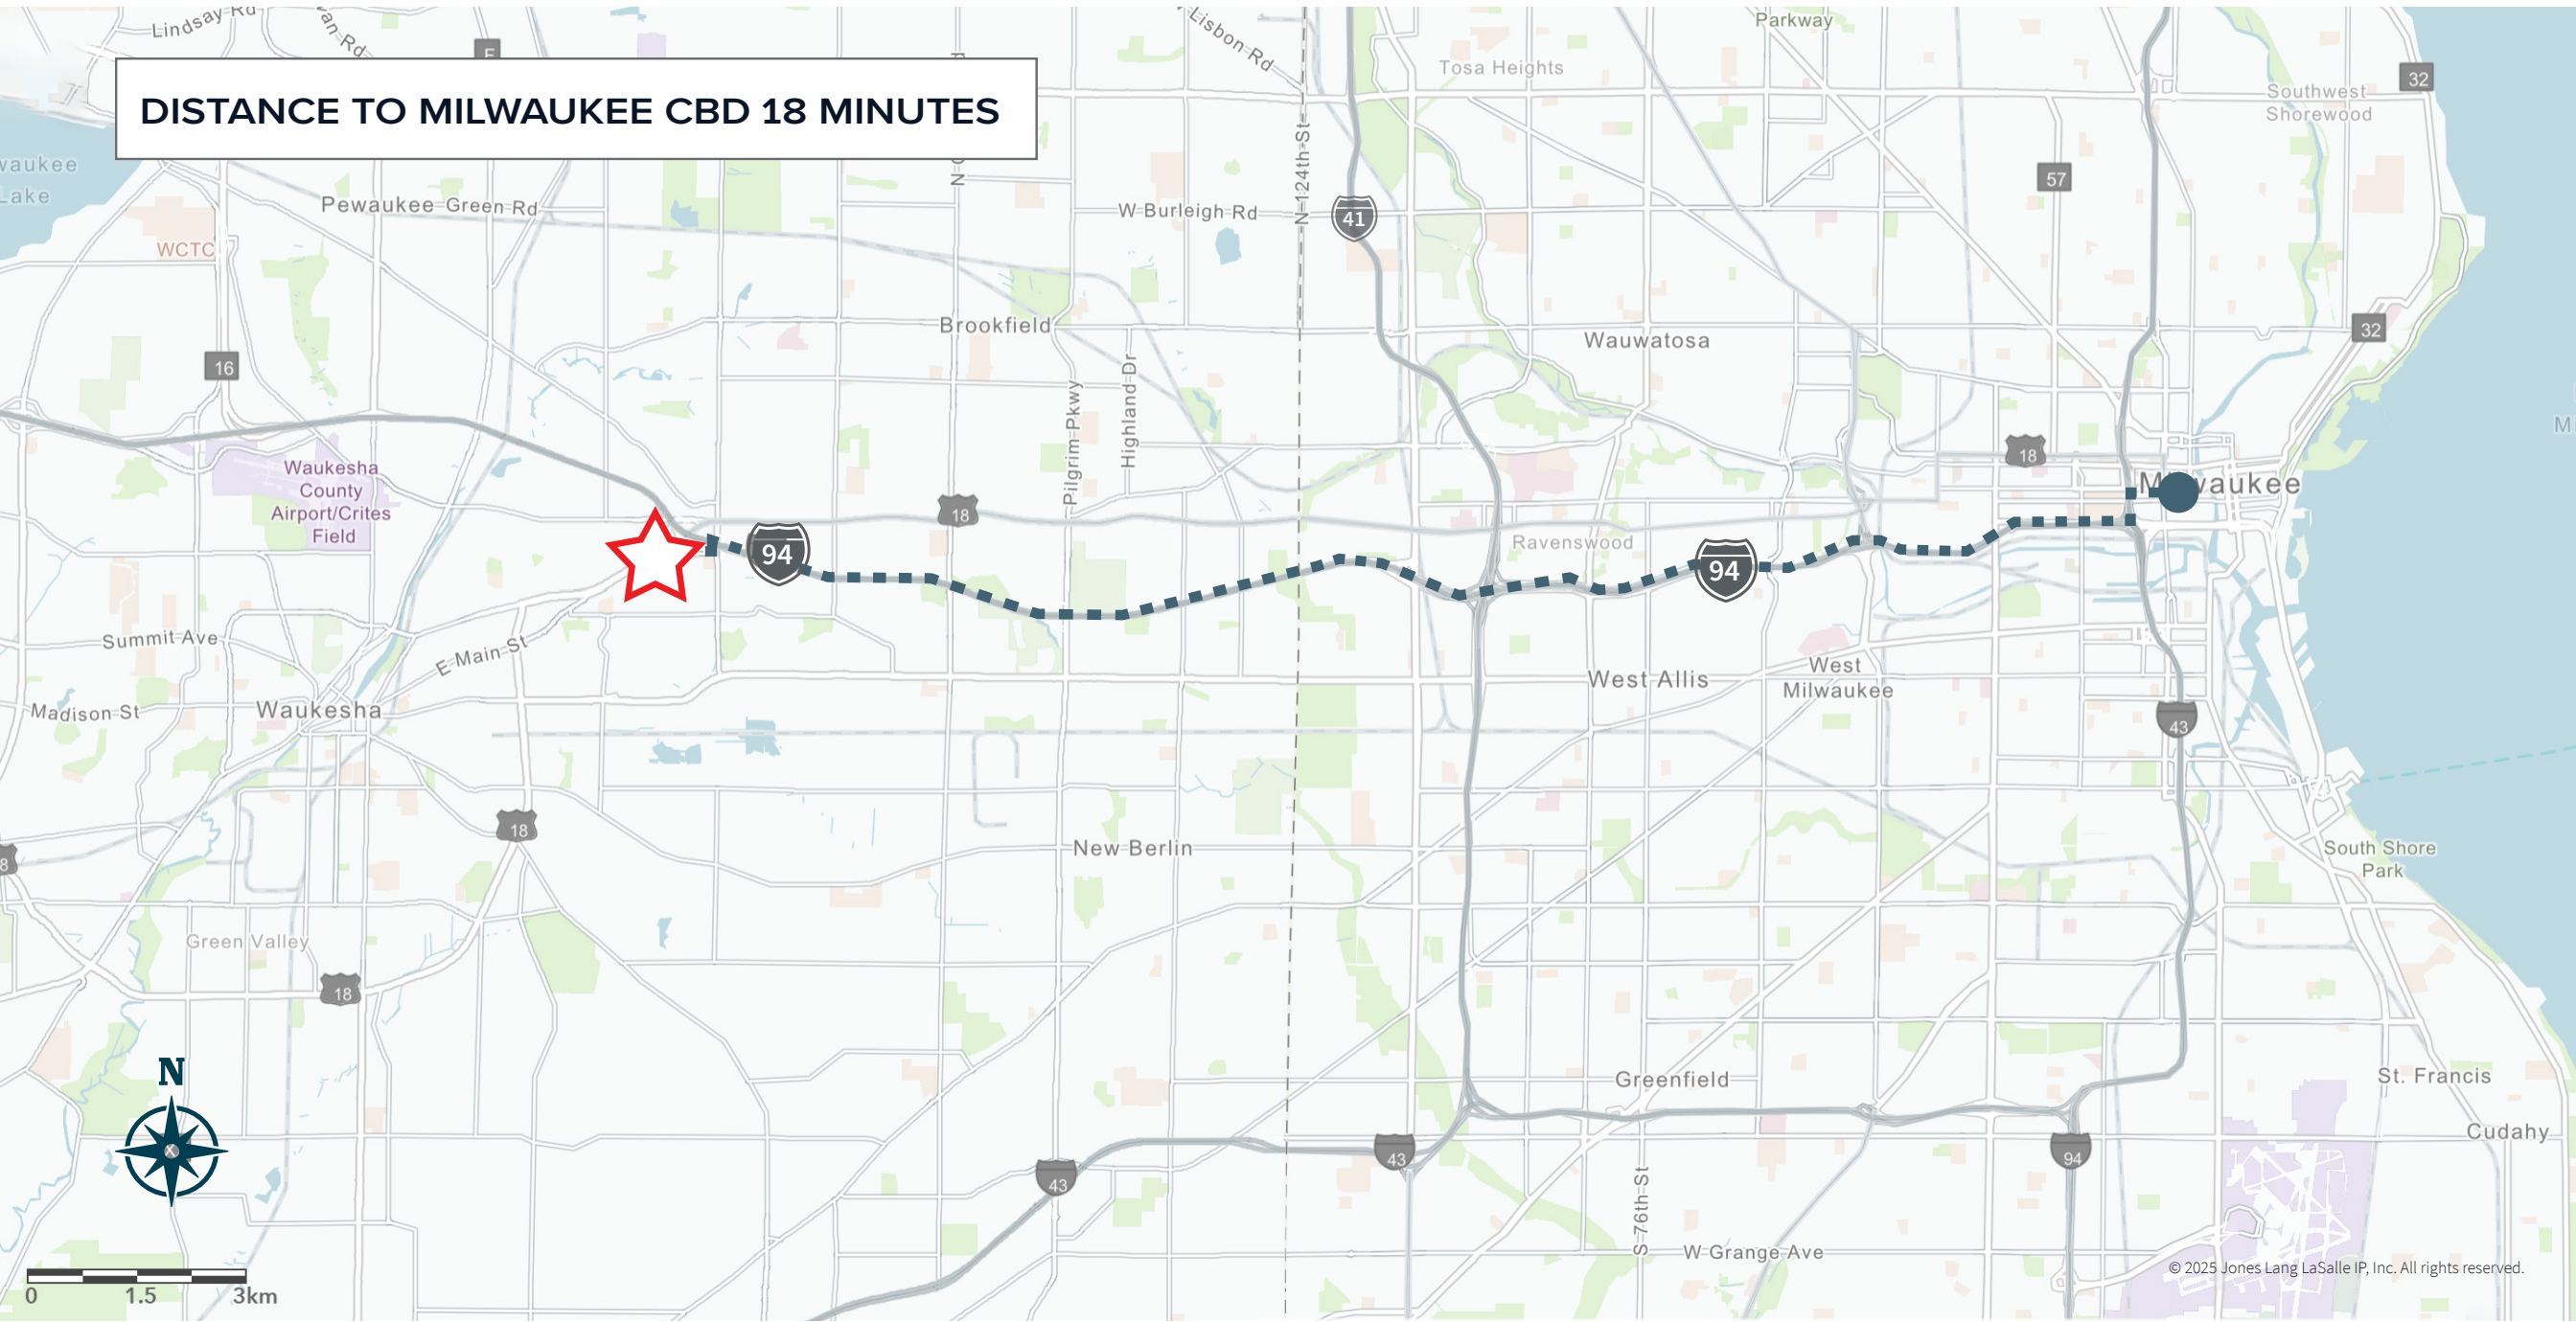 Lindsay Rd
Lisbon Rd
Parkway
Tosa Heights
32
Southwest
Shorewood
DISTANCE TO MILWAUKEE CBD 18 MINUTES
N 124th St
57
Lake
Pewaukee
Green Rd
W Burleigh Rd
41
WCTC
Brookfield
Wauwatosa
32
16
Pilgrim Pkwy
Highland Dr
Waukesha
County
Airport/Crites
Field
18
18
94
Ravenswood
94
Summit Ave
E Main St
West Allis
West
Milwaukee
Madison St
Waukesha
43
18
New Berlin
South Shore
Park
Green Valley
18
N
Greenfield
St. Francis
43
43
94
Cudahy
S 76th St
W Grange Ave
0 1.5 3km
© 2025 Jones Lang LaSalle IP, Inc. All rights reserved.